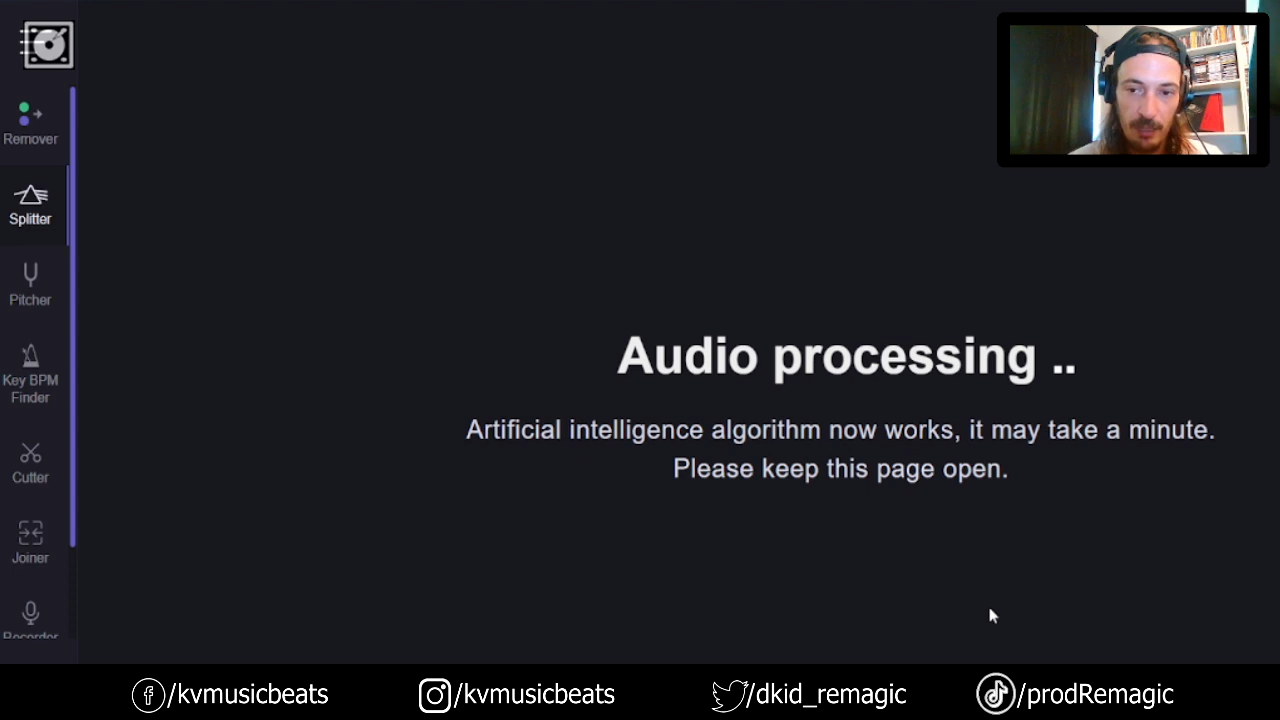 Remover
Splitter
Pitcher
Key BPM
Finder
Cutter
Joiner
Recorder
Audio processing ..
Artificial intelligence algorithm now works, it may take a minute.
Please keep this page open.
/kvmusicbeats
/kvmusicbeats
/dkid_remagic
/prodRemagic